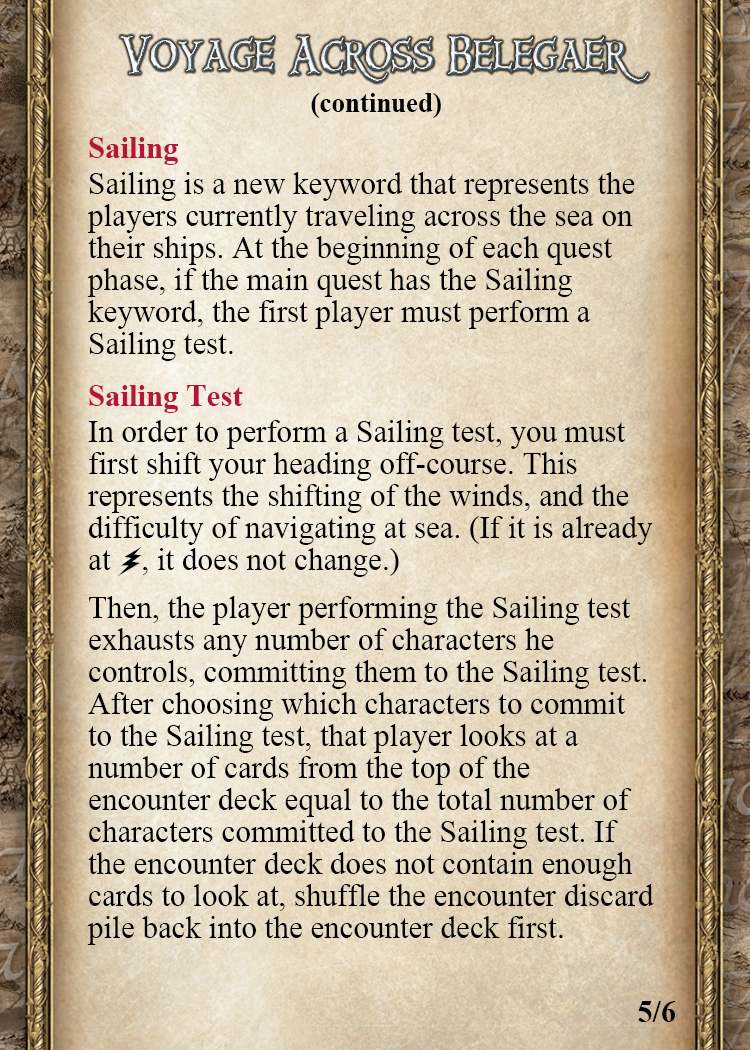 Voyage Across Belegaer
(continued)
Sailing
Sailing is a new keyword that represents the
players currently traveling across the sea on
their ships. At the beginning of each quest
phase, if the main quest has the Sailing
keyword, the first player must perform a
Sailing test.
Sailing Test
In order to perform a Sailing test, you must
first shift your heading off-course. This
represents the shifting of the winds, and the
difficulty of navigating at sea. (If it is already
at , it does not change.)
Then, the player performing the Sailing test
exhausts any number of characters he
controls, committing them to the Sailing test.
After choosing which characters to commit
to the Sailing test, that player looks at a
number of cards from the top of the
encounter deck equal to the total number of
characters committed to the Sailing test. If
the encounter deck does not contain enough
cards to look at, shuffle the encounter discard
pile back into the encounter deck first.
5/6